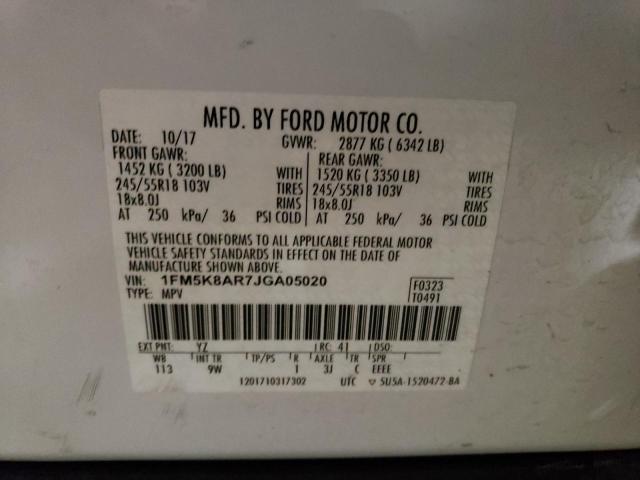 MFD. BY FORD MOTOR CO.
DATE: 10/17 GVWR: 2877 KG ( 6342 LB)
FRONT GAWR: REAR GAWR:
1452 KG ( 3200 LB) WITH 1520 KG ( 3350 LB) WITH
245/55R18 103V TIRES 245/55R18 103V TIRES
18x8.0J RIMS 18x8.0J RIMS
AT 250 kPa/ 36 PSI COLD AT 250 kPa/ 36 PSI COLD
THIS VEHICLE CONFORMS TO ALL APPLICABLE FEDERAL MOTOR
VEHICLE SAFETY STANDARDS IN EFFECT ON THE DATE OF
MANUFACTURE SHOWN ABOVE.
VIN: 1FM5K8AR7JGA05020 F0323
TYPE: MPV T0491
EXT PNT: YZ RC: 41 DSO:
WB INT TR TP/PS R AXLE TR SPR
113 9W 1 3J C EEEE
1201710317302 UTC ▽ 5U5A-1520472-BA